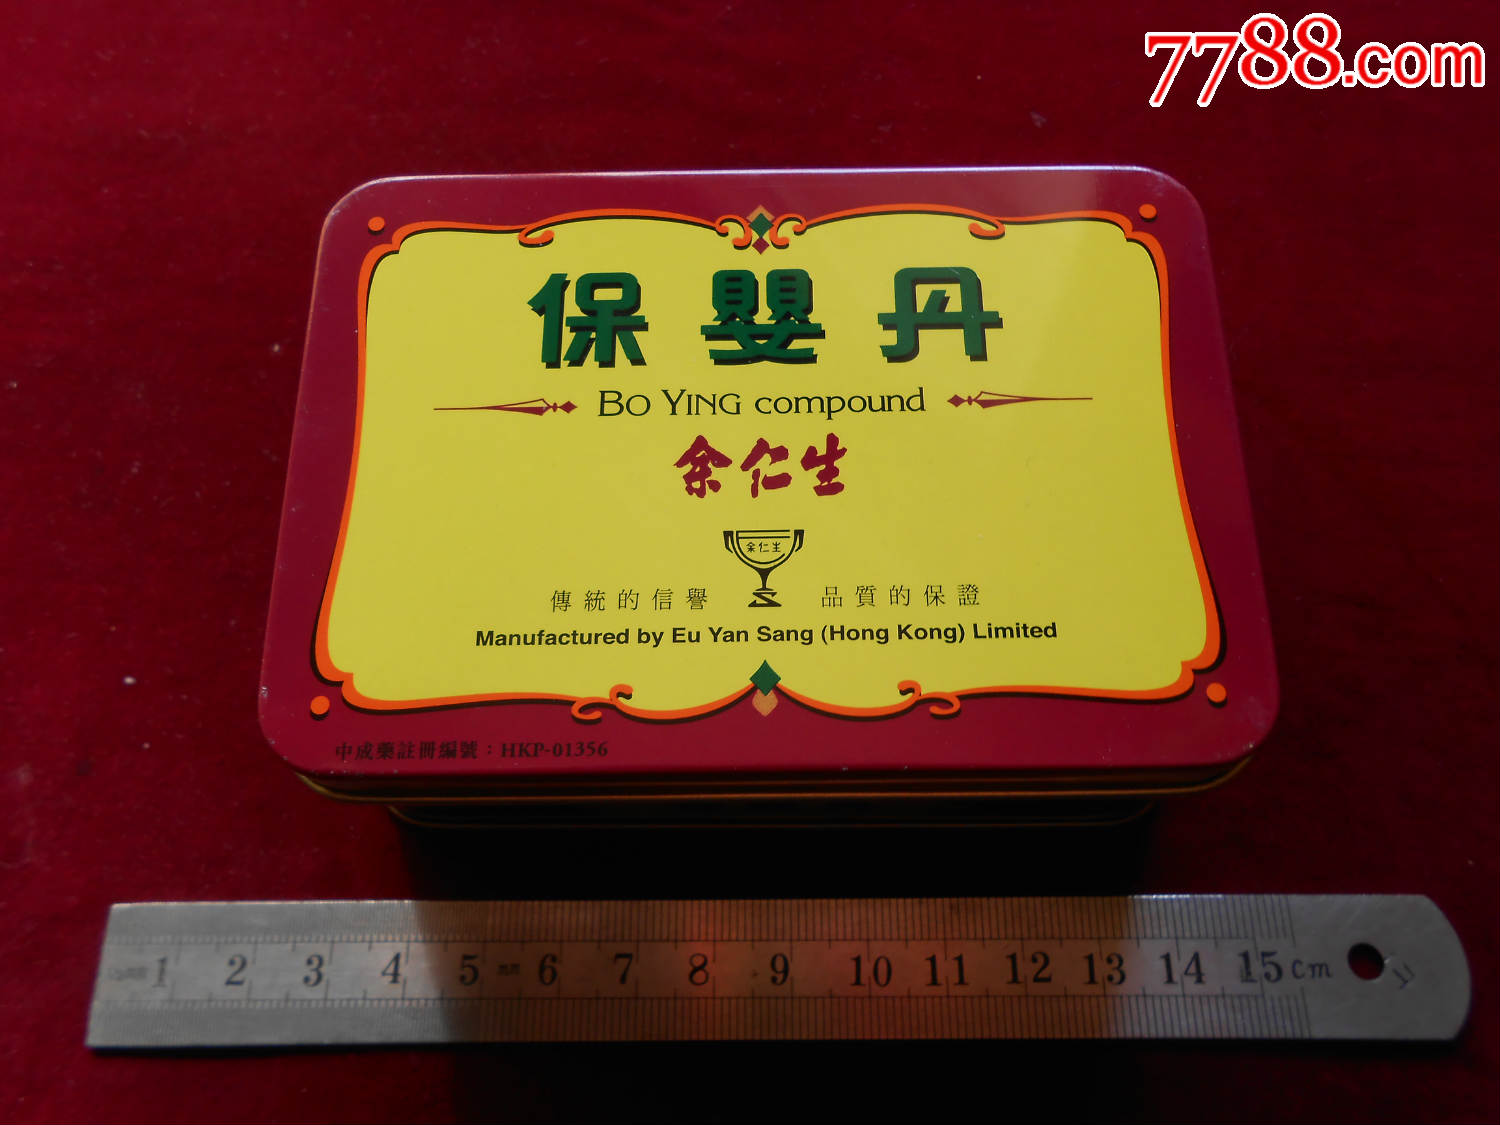 7788.com
保嬰丹
BO YING compound
余仁生
余仁生
傳統的信譽 品質的保證
Manufactured by Eu Yan Sang (Hong Kong) Limited
中成藥註冊編號：HKP-01356
1 2 3 4 5 6 7 8 9 10 11 12 13 14 15 cm